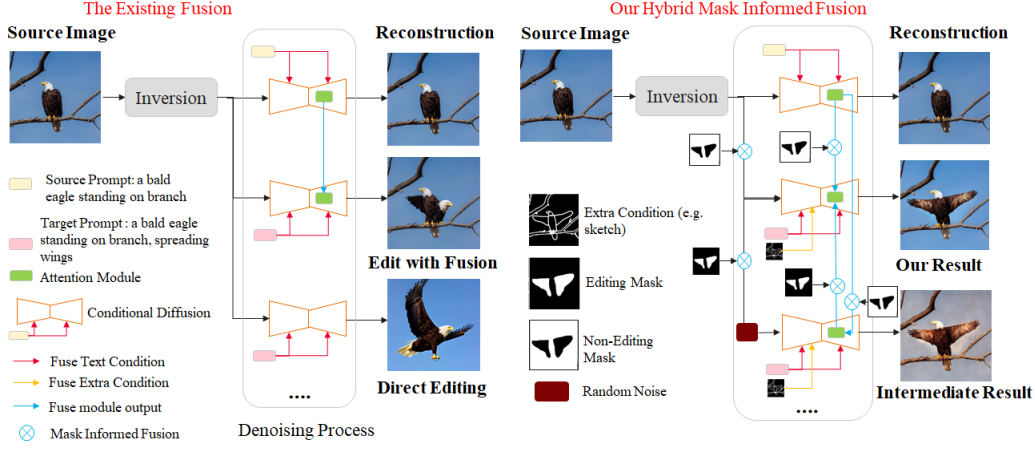 The Existing Fusion
Source Image
Reconstruction
Inversion
Source Prompt: a bald
eagle standing on branch
Target Prompt : a bald eagle
standing on branch, spreading
wings
Attention Module
Conditional Diffusion
Fuse Text Condition
Fuse Extra Condition
Fuse module output
Mask Informed Fusion
Edit with Fusion
Direct Editing
....
Denoising Process
Our Hybrid Mask Informed Fusion
Source Image
Reconstruction
Inversion
Extra Condition (e.g.
sketch)
Editing Mask
Non-Editing
Mask
Random Noise
Our Result
Intermediate Result
....